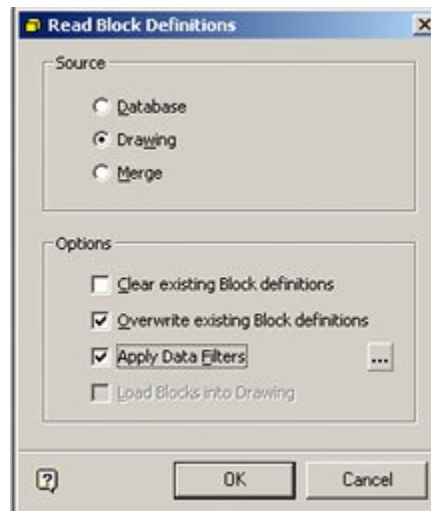 Read Block Definitions
Source
Database
Drawing
Merge
Options
Clear existing Block definitions
Overwrite existing Block definitions
Apply Data Filters
...
Load Blocks into Drawing
OK
Cancel